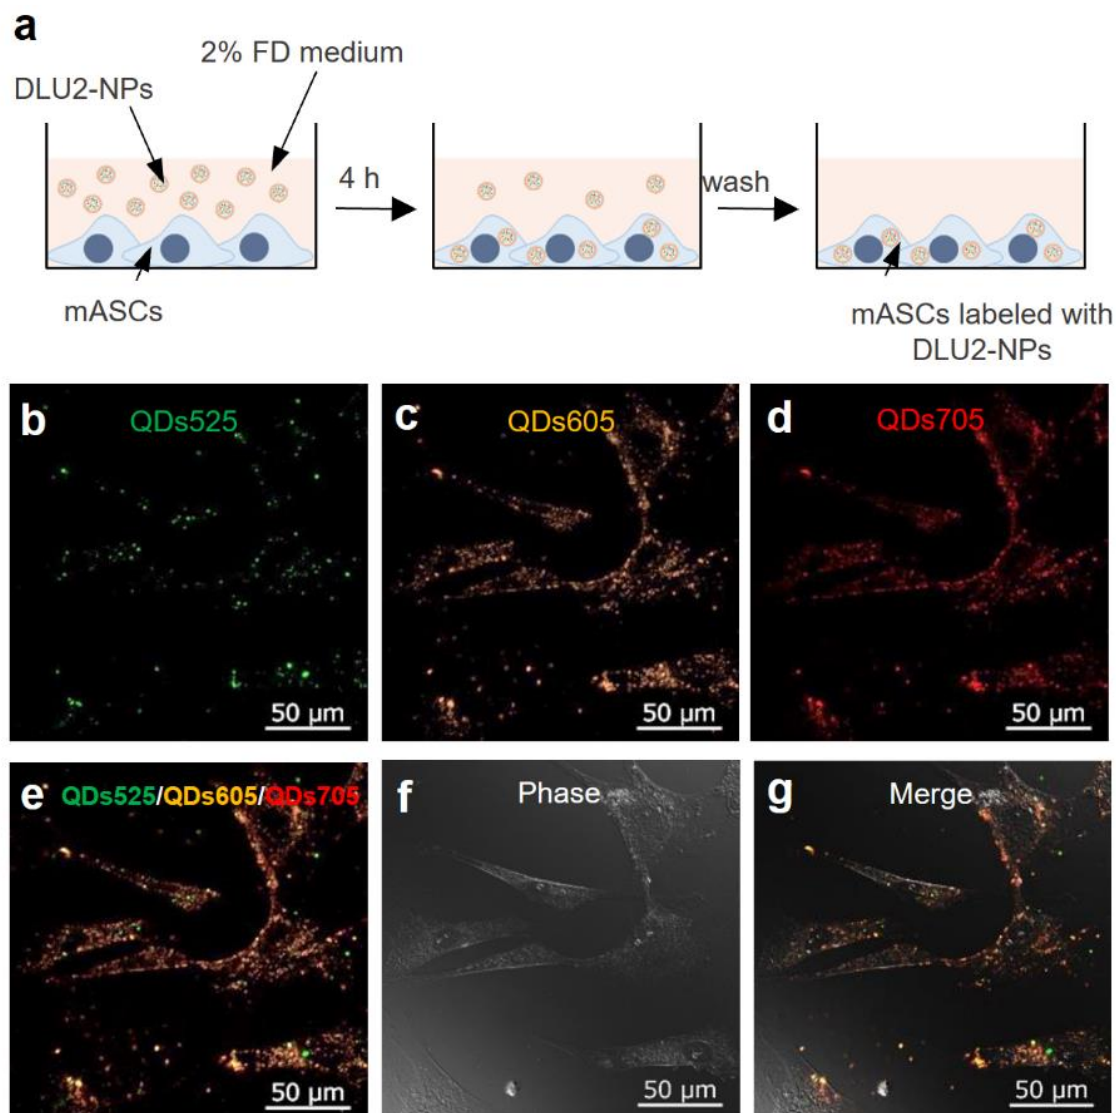 a
2% FD medium
DLU2-NPs
4 h
wash
mASCs
mASCs labeled with
DLU2-NPs
b
QDs525
50 µm
c
QDs605
50 µm
d
QDs705
50 µm
e
QDs525/QDs605/QDs705
50 µm
f
Phase
50 µm
g
Merge
50 µm